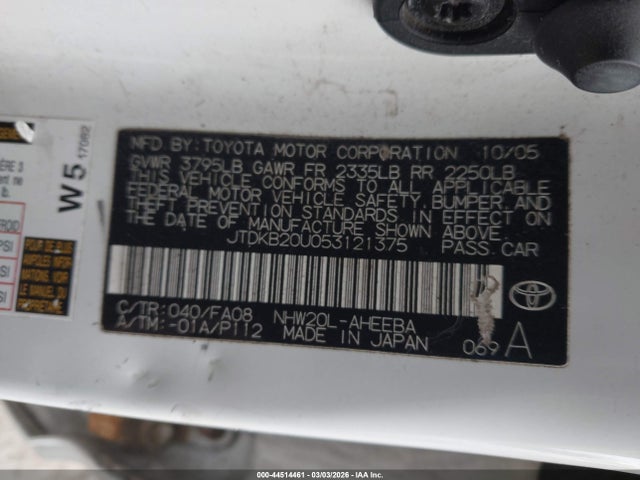 MFD. BY: TOYOTA MOTOR CORPORATION 10/05
GVWR 3795LB GAWR FR 2335LB RR 2250LB
THIS VEHICLE CONFORMS TO ALL APPLICABLE
FEDERAL MOTOR VEHICLE SAFETY, BUMPER, AND
THEFT PREVENTION STANDARDS IN EFFECT ON
THE DATE OF MANUFACTURE SHOWN ABOVE.
JTDKB20U053121375 PASS. CAR
C/TR: 040/FA08 NHW20L-AHEEBA
A/TM: -01A/P112 MADE IN JAPAN
069 A
W5 17082
000-44514461 - 03/03/2026 - IAA Inc.